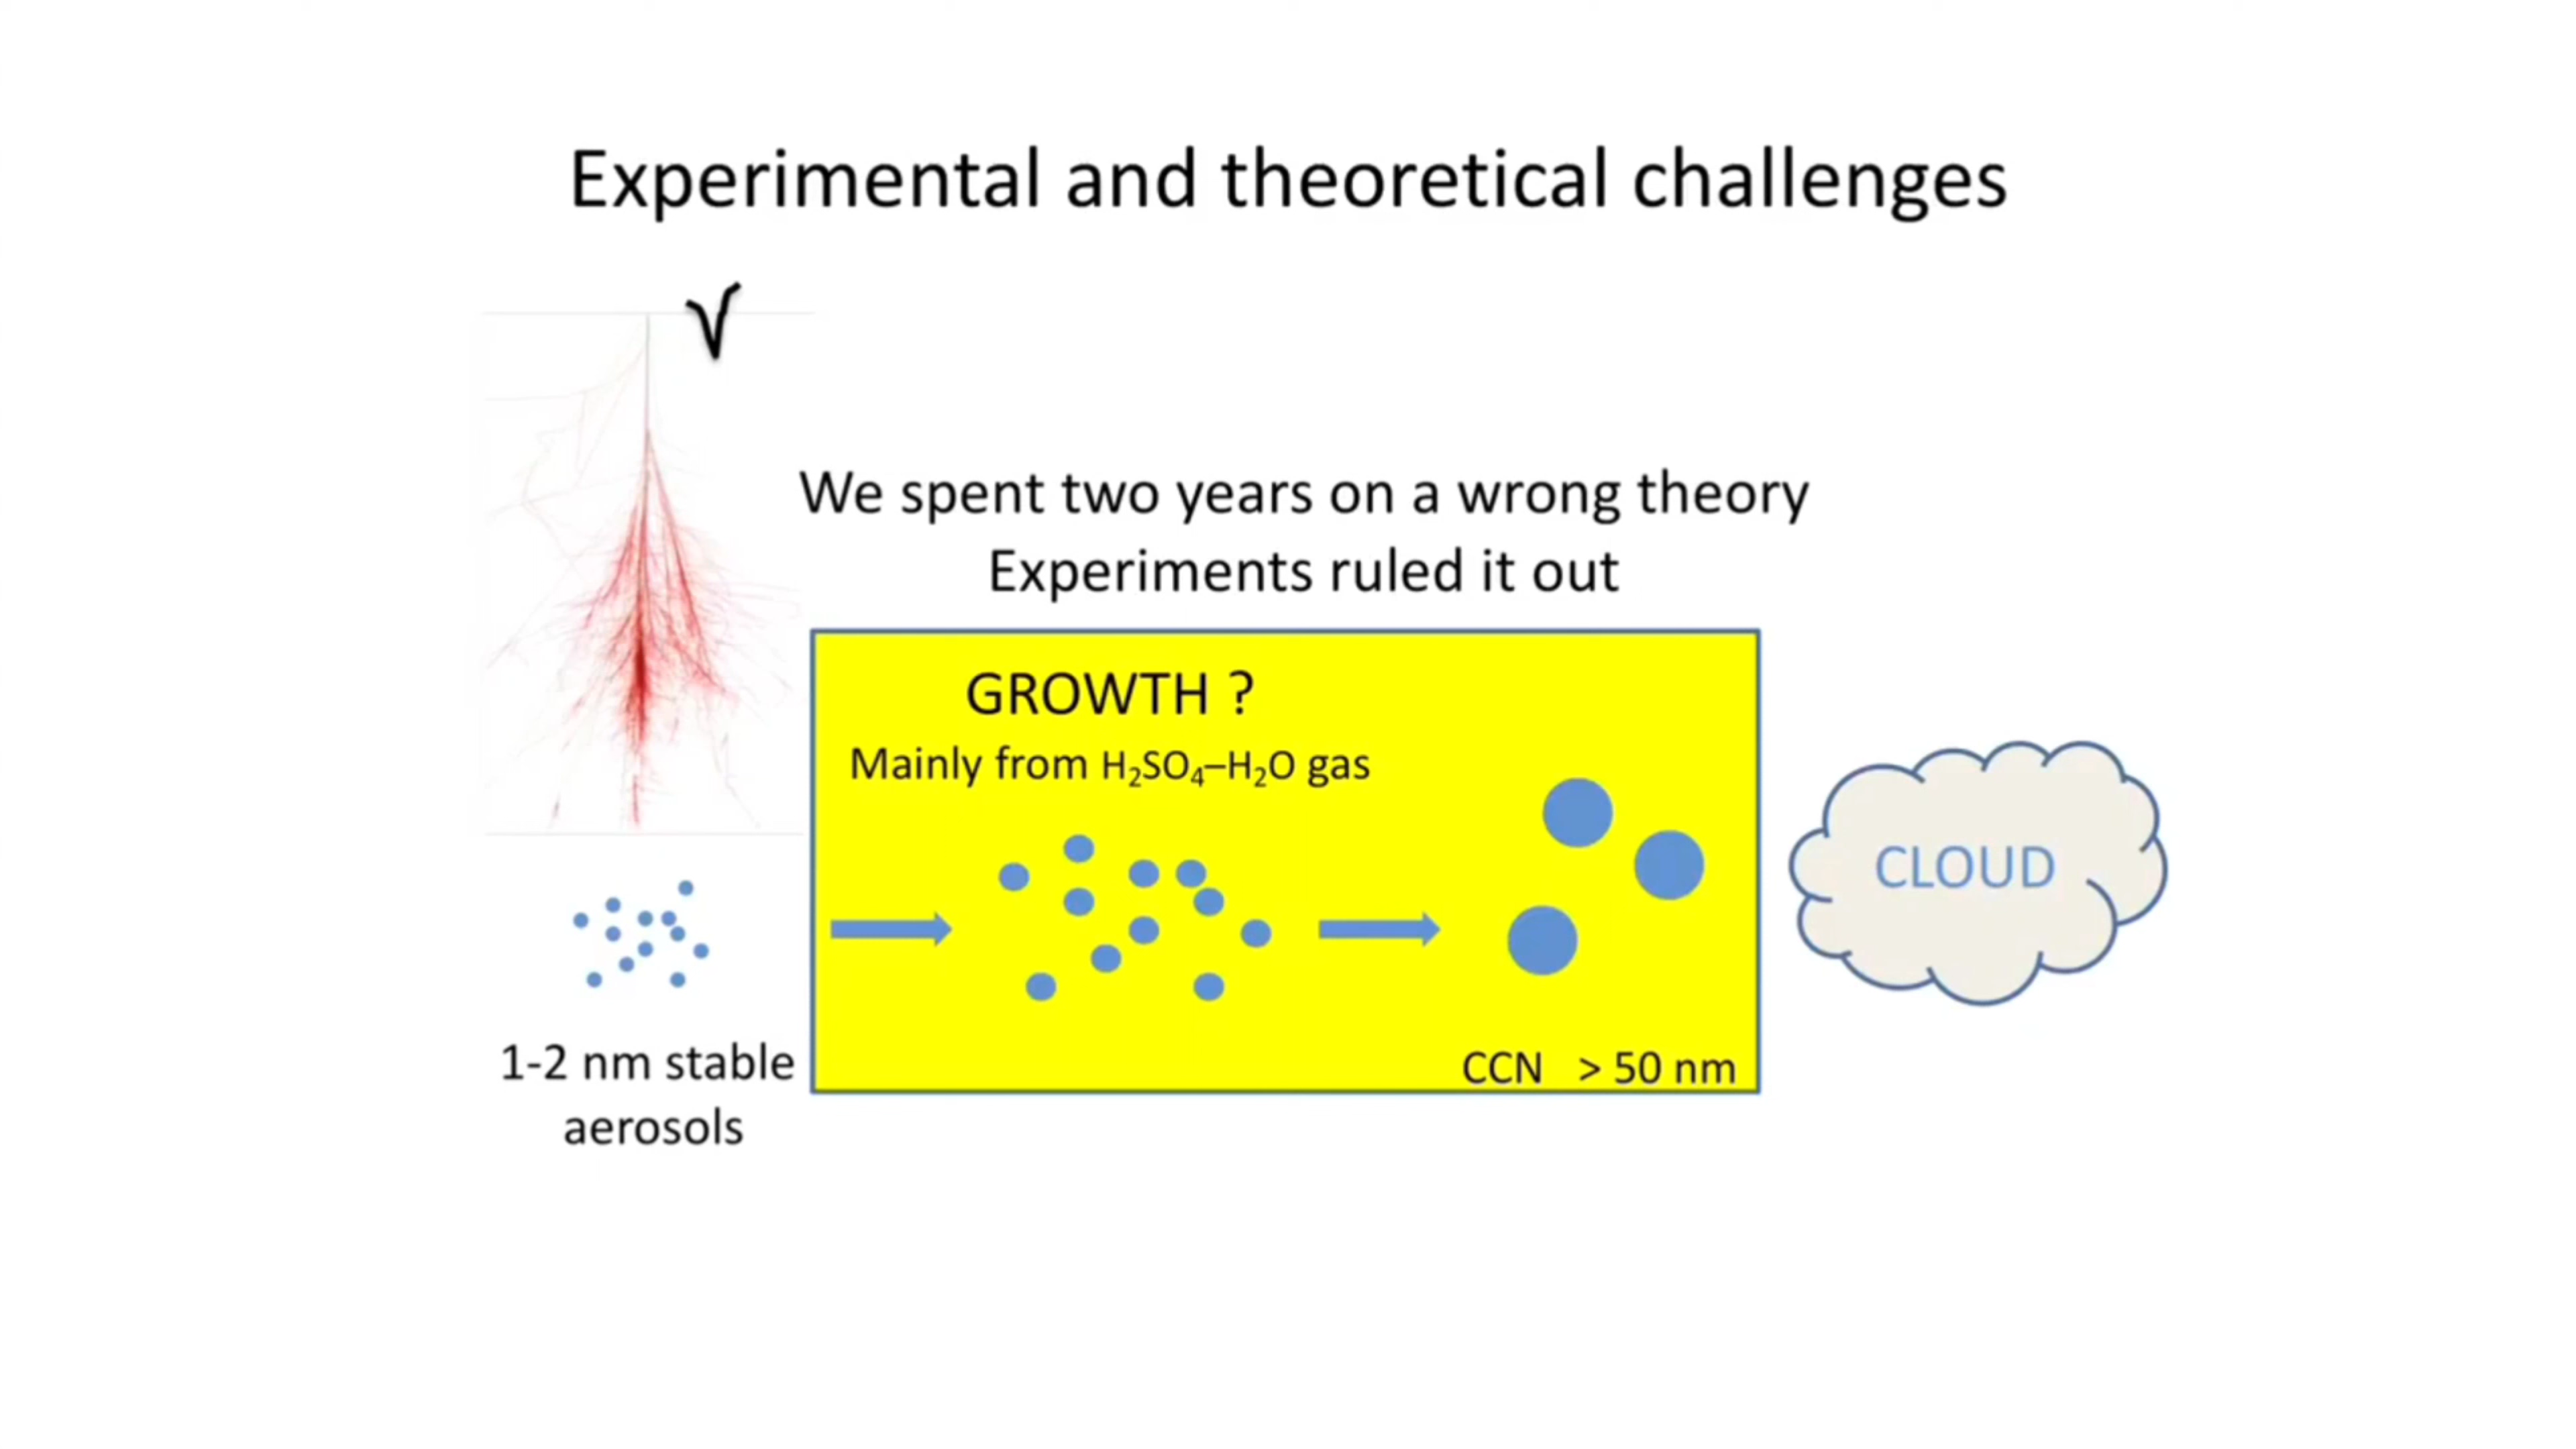 Experimental and theoretical challenges
√
We spent two years on a wrong theory
Experiments ruled it out
GROWTH ?
Mainly from H₂SO₄–H₂O gas
CLOUD
1-2 nm stable
aerosols
CCN > 50 nm